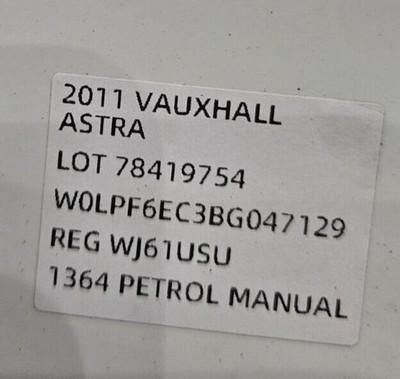 2011 VAUXHALL
ASTRA
LOT 78419754
W0LPF6EC3BG047129
REG WJ61USU
1364 PETROL MANUAL